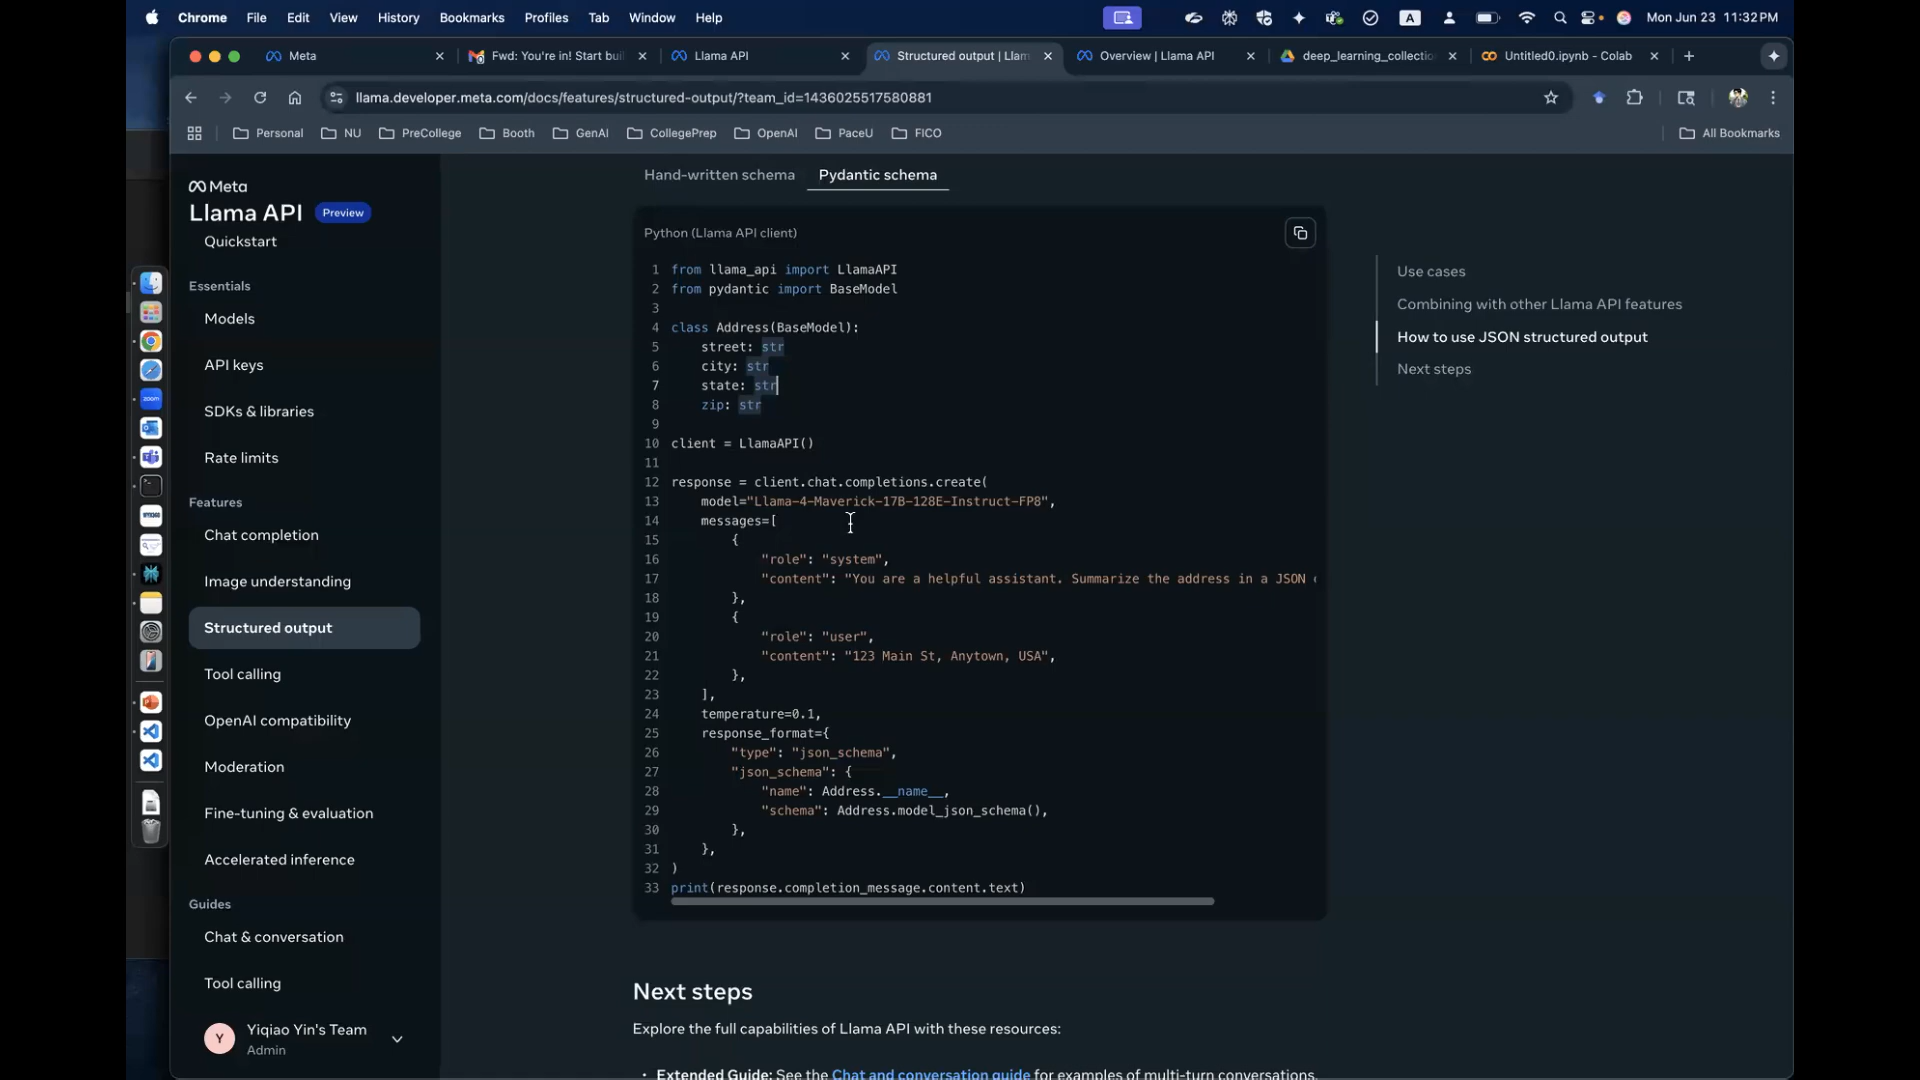 Chrome File Edit View History Bookmarks Profiles Tab Window Help
A
Mon Jun 23 11:32 PM
Meta
Fwd: You're in! Start buil
Llama API
Structured output | Llam
Overview | Llama API
deep_learning_collectio
Untitled0.ipynb - Colab
llama.developer.meta.com/docs/features/structured-output/?team_id=1436025517580881
Personal NU PreCollege Booth GenAI CollegePrep OpenAI PaceU FICO All Bookmarks
Meta
Llama API Preview
Quickstart
Essentials
Models
API keys
SDKs & libraries
Rate limits
Features
Chat completion
Image understanding
Structured output
Tool calling
OpenAI compatibility
Moderation
Fine-tuning & evaluation
Accelerated inference
Guides
Chat & conversation
Tool calling
Y Yiqiao Yin's Team
Admin
zoom
Hand-written schema Pydantic schema
Python (Llama API client)
1 from llama_api import LlamaAPI
2 from pydantic import BaseModel
3
4 class Address(BaseModel):
5 street: str
6 city: str
7 state: str
8 zip: str
9
10 client = LlamaAPI()
11
12 response = client.chat.completions.create(
13 model="Llama-4-Maverick-17B-128E-Instruct-FP8",
14 messages=[
15 {
16 "role": "system",
17 "content": "You are a helpful assistant. Summarize the address in a JSON
18 },
19 {
20 "role": "user",
21 "content": "123 Main St, Anytown, USA",
22 },
23 ],
24 temperature=0.1,
25 response_format={
26 "type": "json_schema",
27 "json_schema": {
28 "name": Address.__name__,
29 "schema": Address.model_json_schema(),
30 },
31 },
32 )
33 print(response.completion_message.content.text)
Next steps
Explore the full capabilities of Llama API with these resources:
• Extended Guide: See the Chat and conversation guide for examples of multi-turn conversations.
Use cases
Combining with other Llama API features
How to use JSON structured output
Next steps